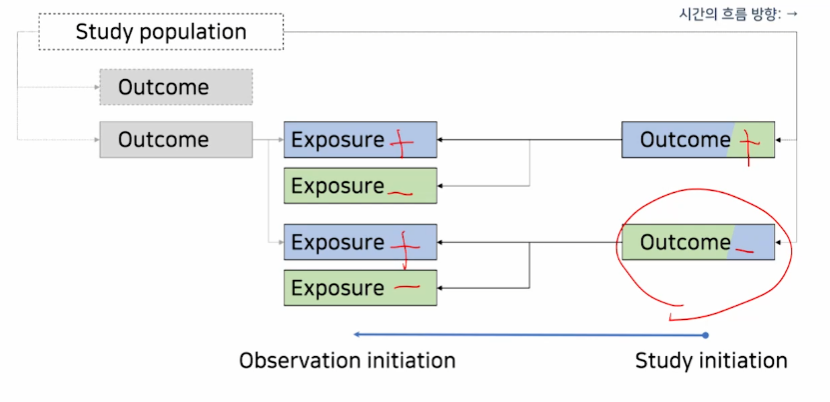 시간의 흐름 방향: →
Study population
Outcome
Outcome
Exposure +
Outcome +
Exposure −
Exposure +
Outcome −
Exposure −
Observation initiation
Study initiation